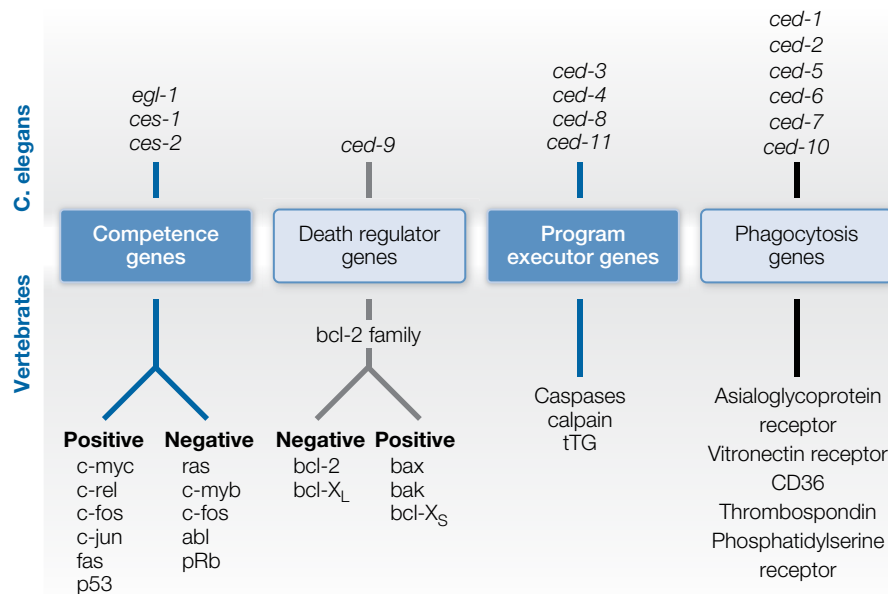 C. elegans
egl-1
ces-1
ces-2
ced-9
ced-3
ced-4
ced-8
ced-11
ced-1
ced-2
ced-5
ced-6
ced-7
ced-10
Competence
genes
Death regulator
genes
Program
executor genes
Phagocytosis
genes
Vertebrates
Positive
c-myc
c-rel
c-fos
c-jun
fas
p53
Negative
ras
c-myb
c-fos
abl
pRb
bcl-2 family
Negative
bcl-2
bcl-XL
Positive
bax
bak
bcl-XS
Caspases
calpain
tTG
Asialoglycoprotein
receptor
Vitronectin receptor
CD36
Thrombospondin
Phosphatidylserine
receptor